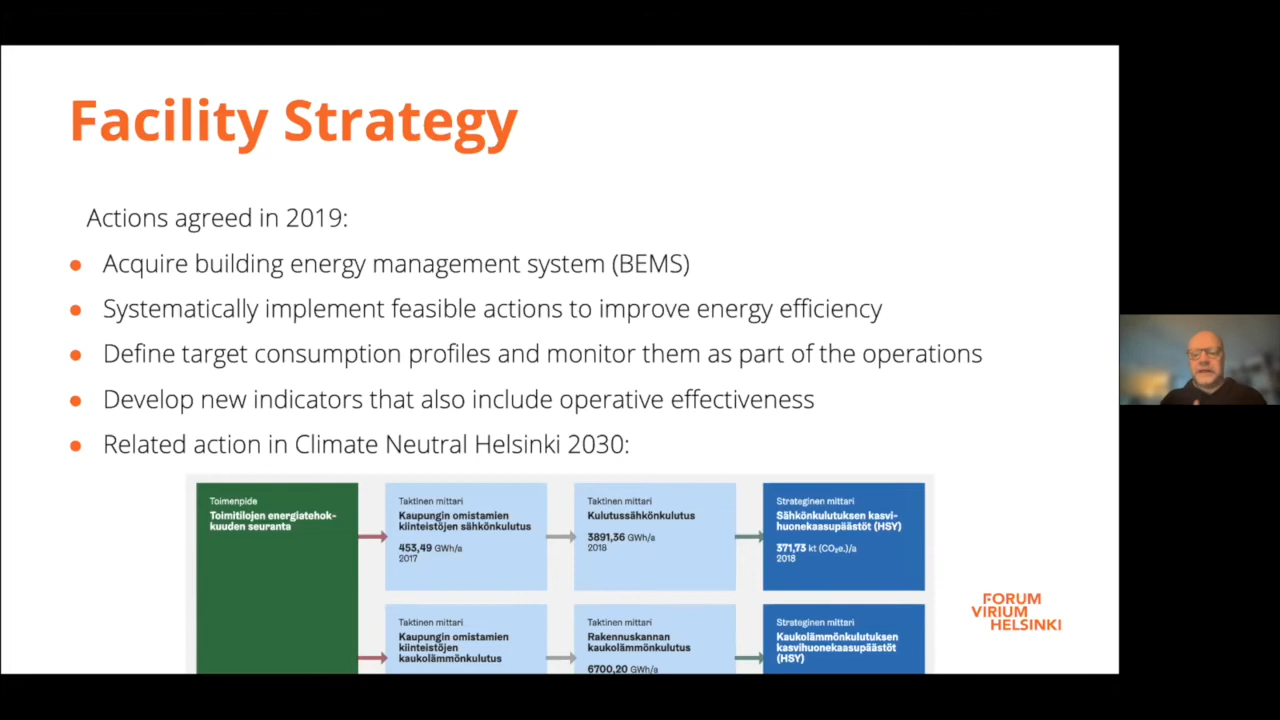 Facility Strategy
Actions agreed in 2019:
Acquire building energy management system (BEMS)
Systematically implement feasible actions to improve energy efficiency
Define target consumption profiles and monitor them as part of the operations
Develop new indicators that also include operative effectiveness
Related action in Climate Neutral Helsinki 2030:
Toimenpide
Toimitilojen energiatehok-
kuuden seuranta
Taktinen mittari
Kaupungin omistamien
kiinteistöjen sähkönkulutus
453,49 GWh/a
2017
Taktinen mittari
Kulutussähkönkulutus
3891,36 GWh/a
2018
Strateginen mittari
Sähkönkulutuksen kasvi-
huonekaasupäästöt (HSY)
371,73 kt (CO₂e.)/a
2018
Taktinen mittari
Kaupungin omistamien
kiinteistöjen
kaukolämmönkulutus
Taktinen mittari
Rakennuskannan
kaukolämmönkulutus
6700,20 GWh/a
Strateginen mittari
Kaukolämmönkulutuksen
kasvihuonekaasupäästöt
(HSY)
FORUM
VIRIUM
HELSINKI